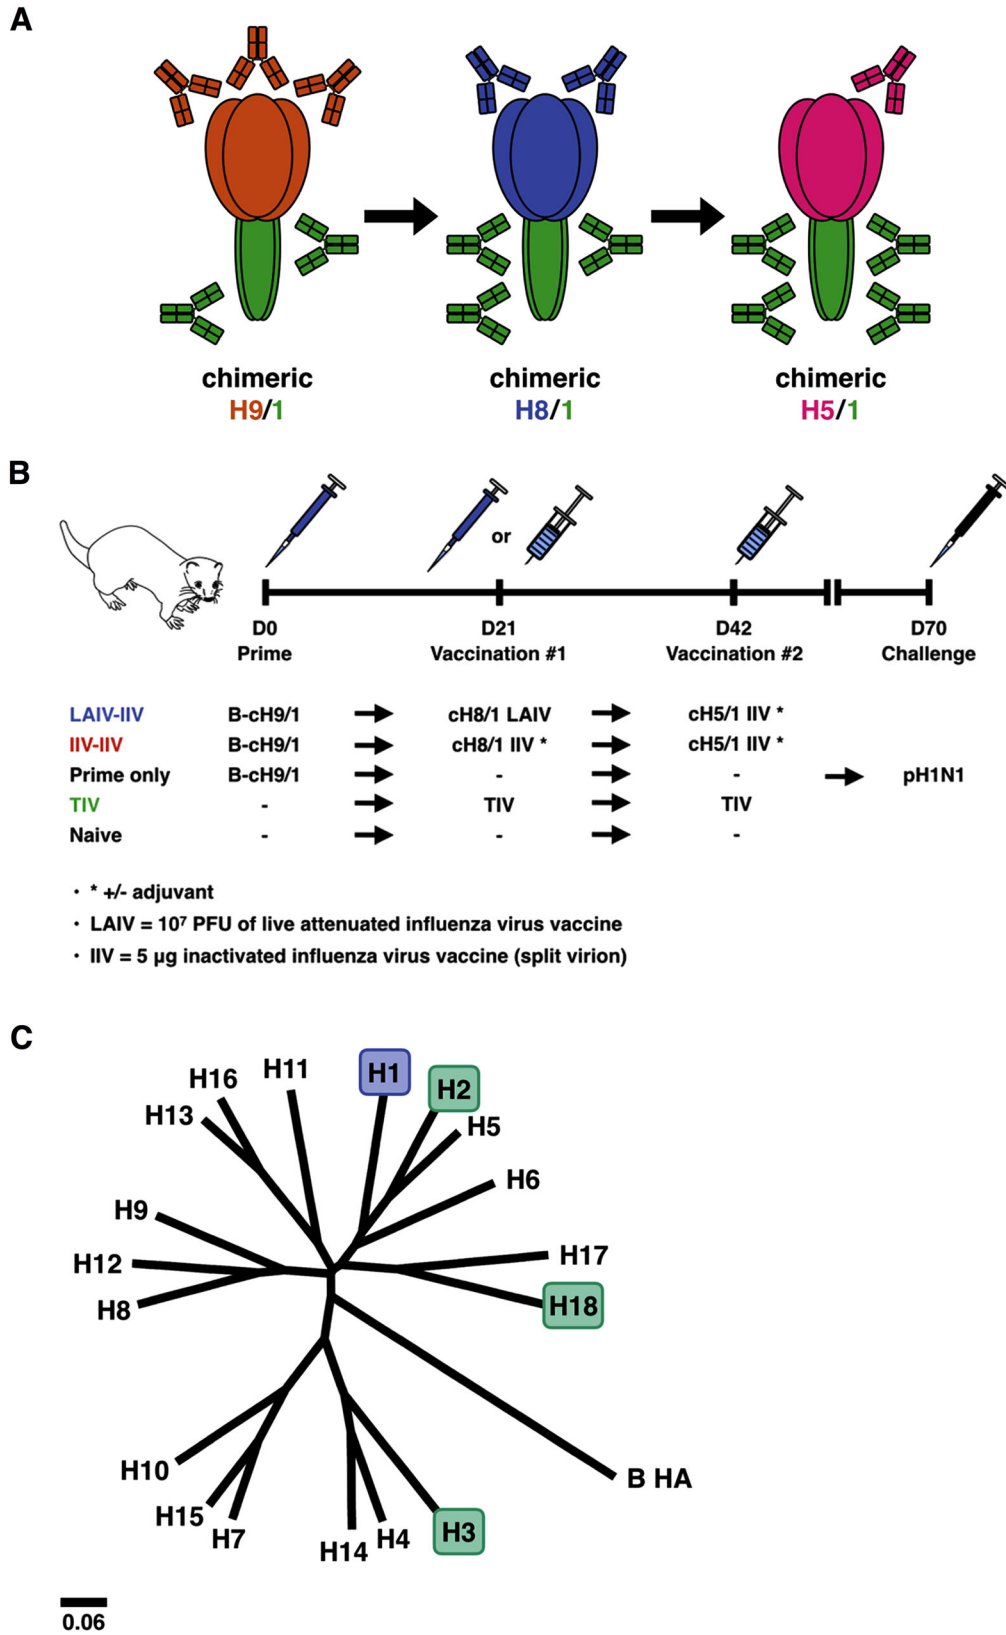 A
chimeric H9/1
chimeric H8/1
chimeric H5/1
B
or
D0 Prime
D21 Vaccination #1
D42 Vaccination #2
D70 Challenge
LAIV-IIV B-cH9/1 cH8/1 LAIV cH5/1 IIV *
IIV-IIV B-cH9/1 cH8/1 IIV * cH5/1 IIV *
Prime only B-cH9/1 - - pH1N1
TIV - TIV TIV
Naive - - -
· * +/- adjuvant
· LAIV = 10⁷ PFU of live attenuated influenza virus vaccine
· IIV = 5 µg inactivated influenza virus vaccine (split virion)
C
H11
H1
H16
H2
H13
H5
H6
H9
H17
H12
H18
H8
H10
B HA
H15
H7
H14
H4
H3
0.06